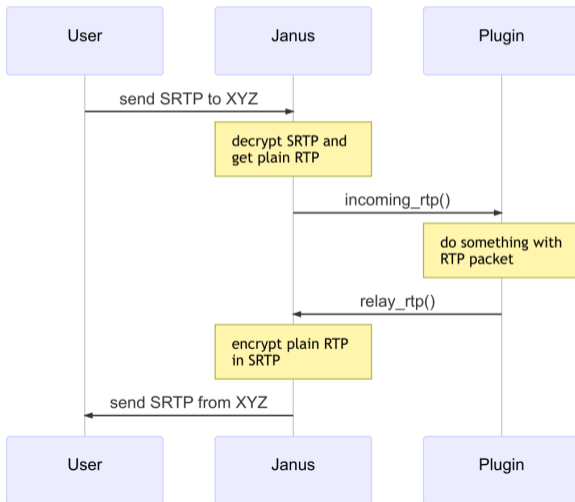 User
Janus
Plugin
send SRTP to XYZ
decrypt SRTP and
get plain RTP
incoming_rtp()
do something with
RTP packet
relay_rtp()
encrypt plain RTP
in SRTP
send SRTP from XYZ
User
Janus
Plugin